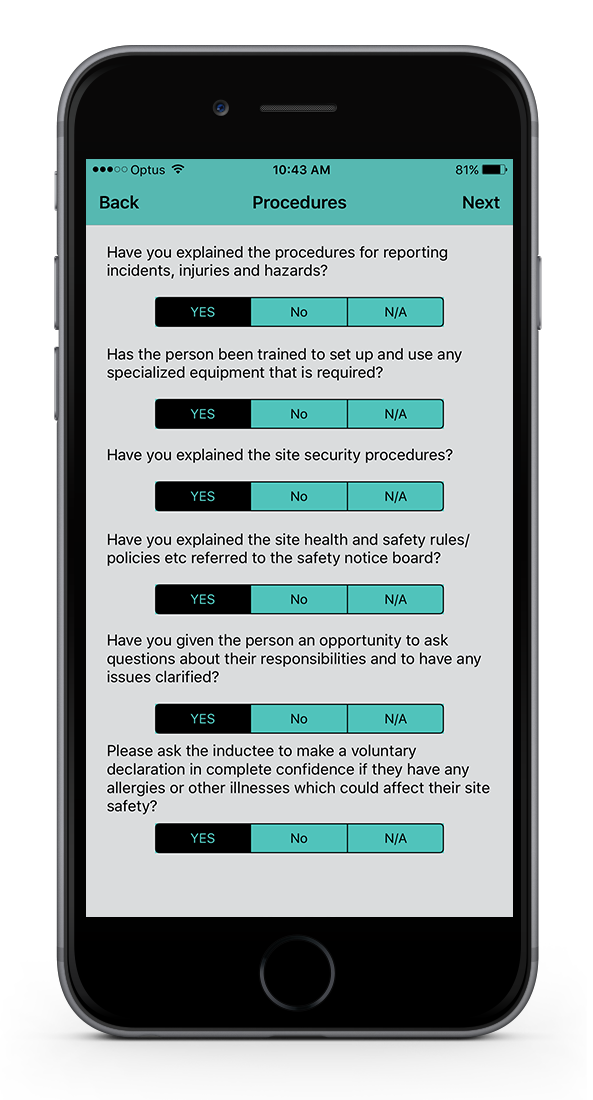 Optus 10:43 AM 81%
Back Procedures Next
Have you explained the procedures for reporting
incidents, injuries and hazards?
YES No N/A
Has the person been trained to set up and use any
specialized equipment that is required?
YES No N/A
Have you explained the site security procedures?
YES No N/A
Have you explained the site health and safety rules/
policies etc referred to the safety notice board?
YES No N/A
Have you given the person an opportunity to ask
questions about their responsibilities and to have any
issues clarified?
YES No N/A
Please ask the inductee to make a voluntary
declaration in complete confidence if they have any
allergies or other illnesses which could affect their site
safety?
YES No N/A